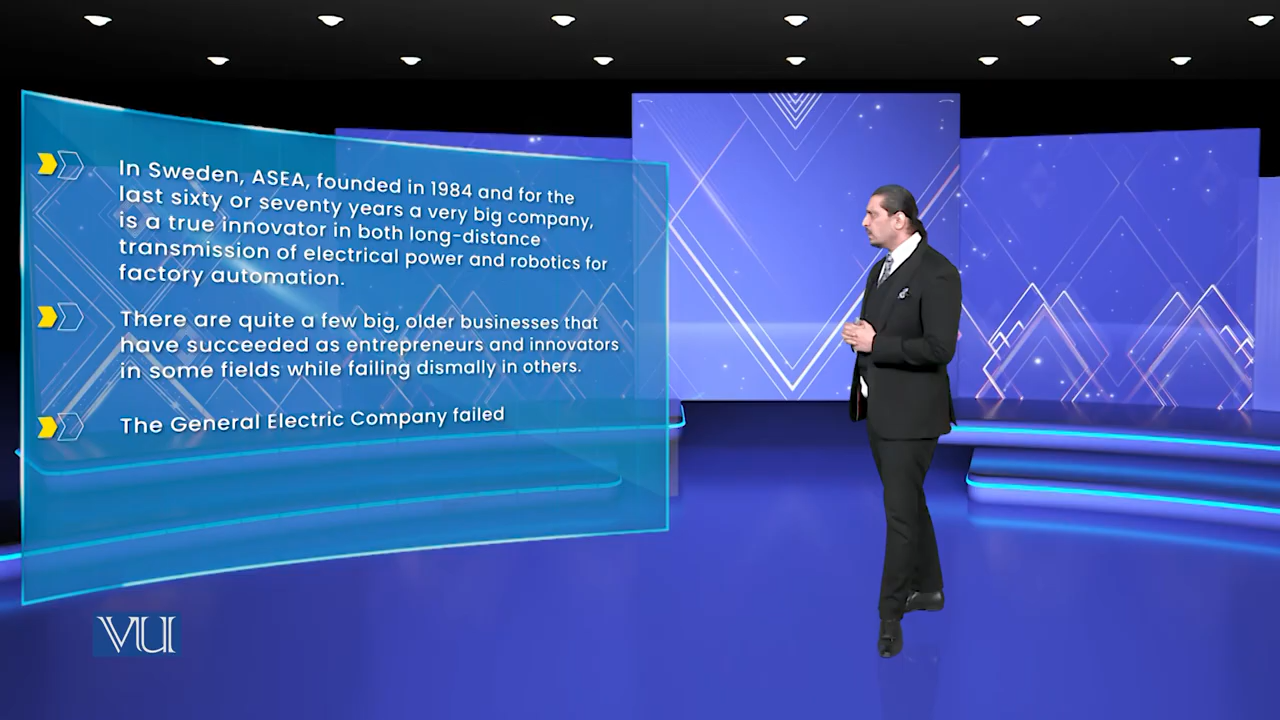 In Sweden, ASEA, founded in 1984 and for the
last sixty or seventy years a very big company,
is a true innovator in both long-distance
transmission of electrical power and robotics for
factory automation.
There are quite a few big, older businesses that
have succeeded as entrepreneurs and innovators
in some fields while failing dismally in others.
The General Electric Company failed
VU